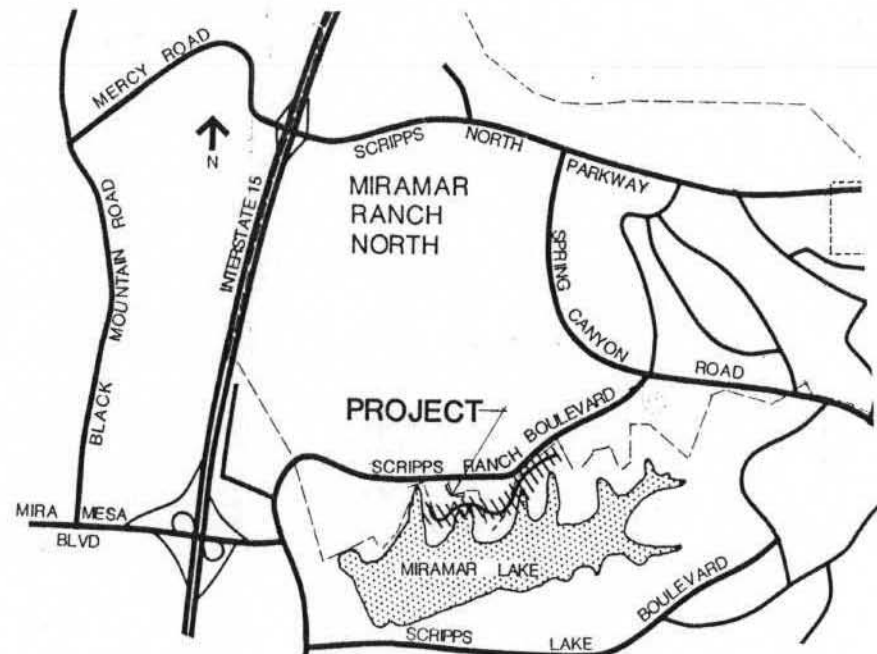 MERCY ROAD
N
SCRIPPS NORTH PARKWAY
INTERSTATE 15
MIRAMAR
RANCH
NORTH
BLACK MOUNTAIN ROAD
SPRING CANYON ROAD
PROJECT
SCRIPPS RANCH BOULEVARD
MIRA MESA
BLVD
MIRAMAR LAKE
SCRIPPS LAKE BOULEVARD